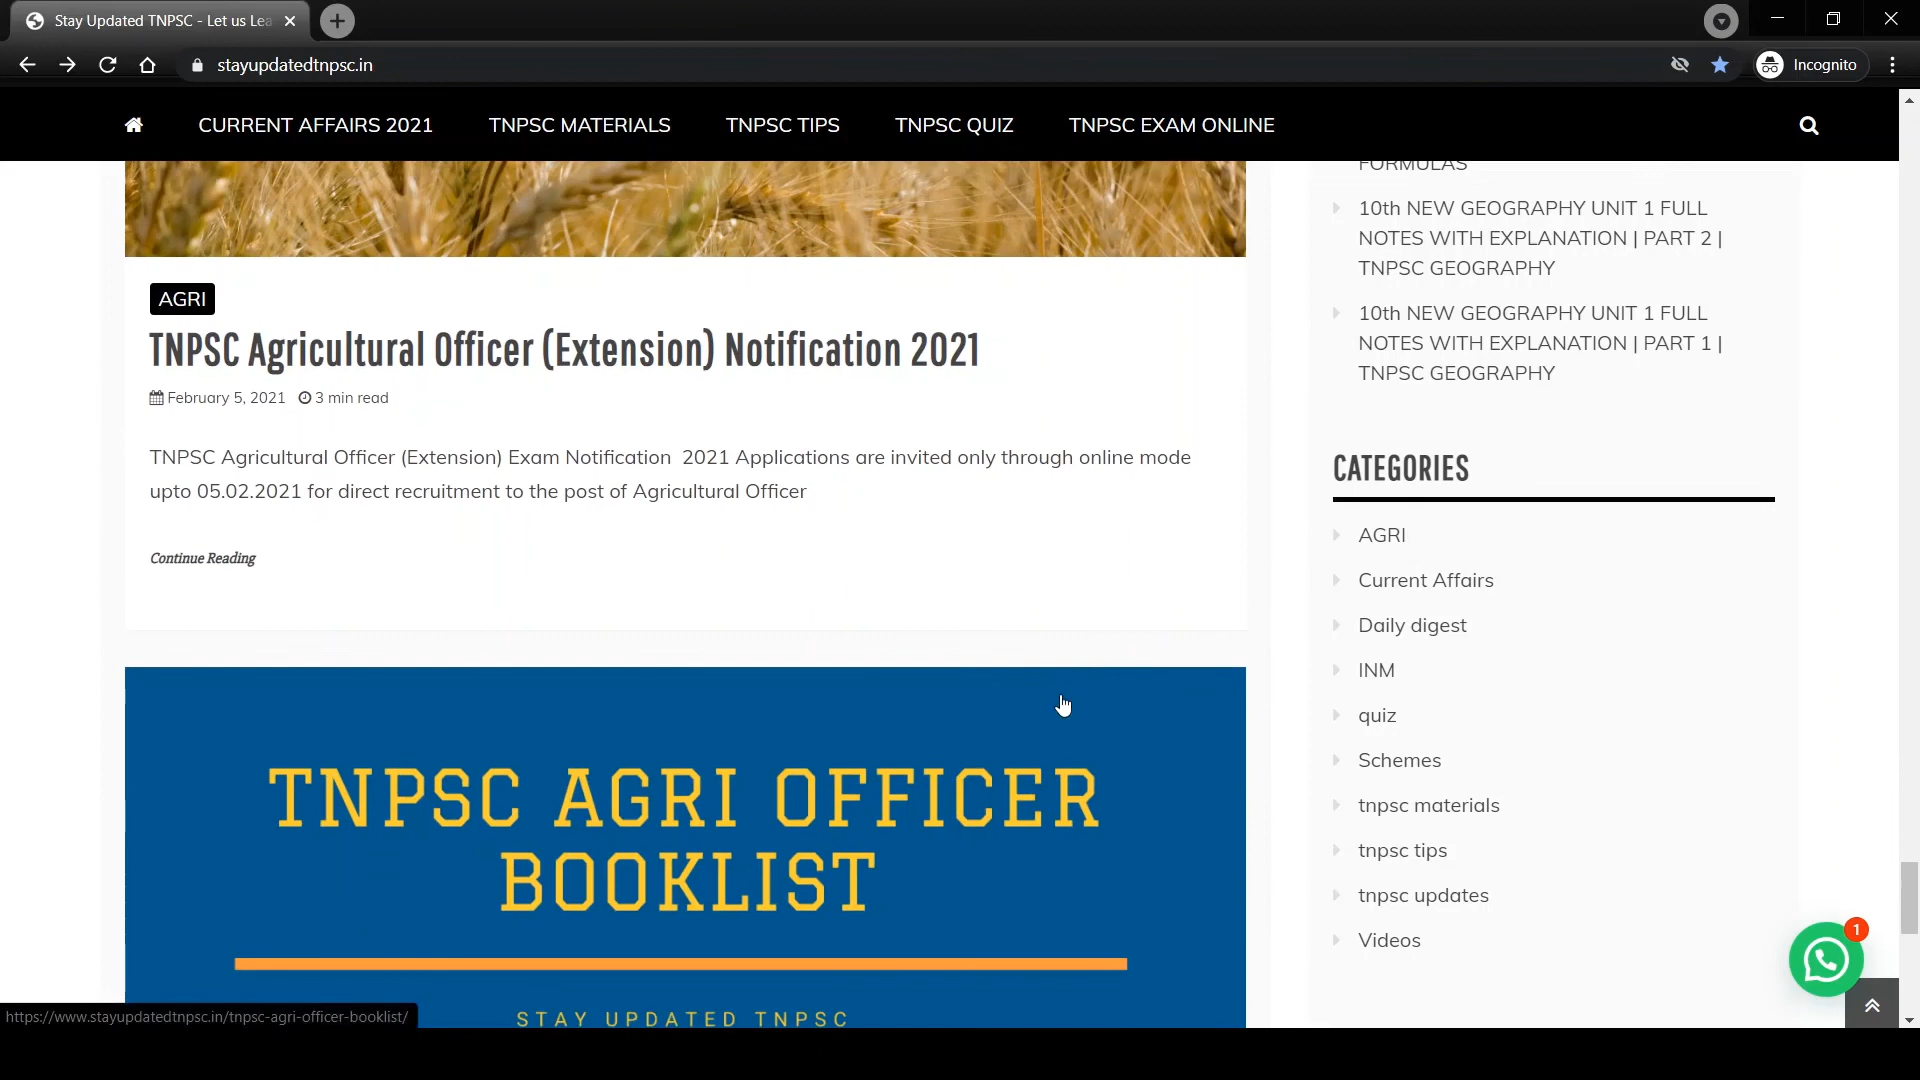 Stay Updated TNPSC - Let us Lea
stayupdatedtnpsc.in
Incognito
CURRENT AFFAIRS 2021
TNPSC MATERIALS
TNPSC TIPS
TNPSC QUIZ
TNPSC EXAM ONLINE
AGRI
TNPSC Agricultural Officer (Extension) Notification 2021
February 5, 2021 3 min read
TNPSC Agricultural Officer (Extension) Exam Notification 2021 Applications are invited only through online mode
upto 05.02.2021 for direct recruitment to the post of Agricultural Officer
Continue Reading
TNPSC AGRI OFFICER
BOOKLIST
STAY UPDATED TNPSC
FORMULAS
10th NEW GEOGRAPHY UNIT 1 FULL
NOTES WITH EXPLANATION | PART 2 |
TNPSC GEOGRAPHY
10th NEW GEOGRAPHY UNIT 1 FULL
NOTES WITH EXPLANATION | PART 1 |
TNPSC GEOGRAPHY
CATEGORIES
AGRI
Current Affairs
Daily digest
INM
quiz
Schemes
tnpsc materials
tnpsc tips
tnpsc updates
Videos
1
https://www.stayupdatedtnpsc.in/tnpsc-agri-officer-booklist/